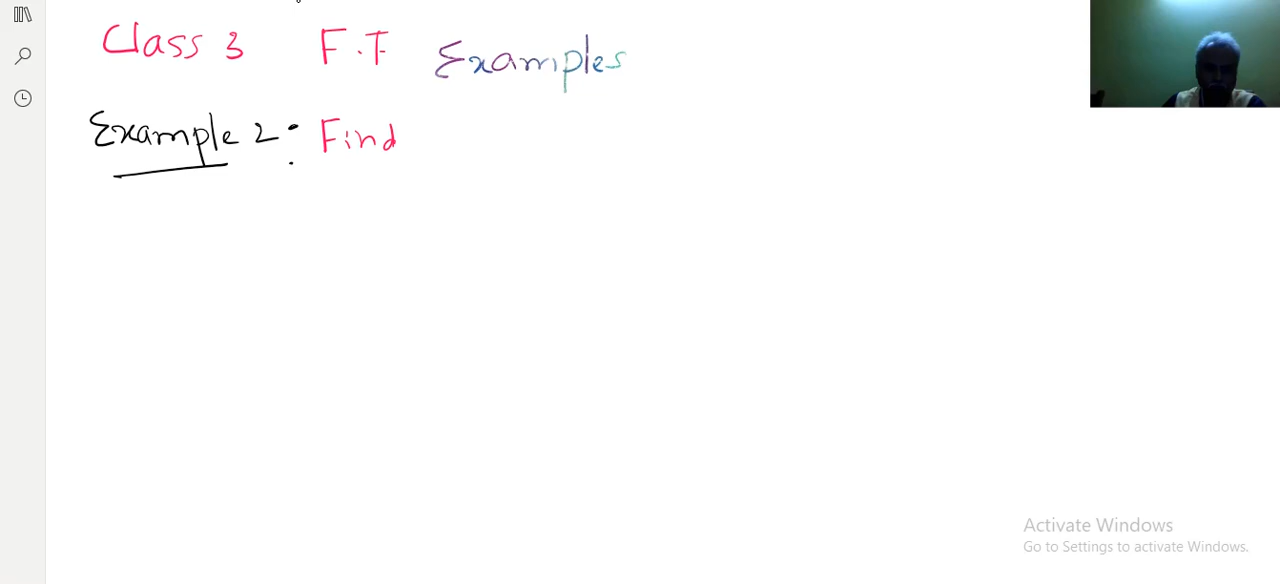 Class 3 F.T Examples
Example 2: Find
Activate Windows
Go to Settings to activate Windows.